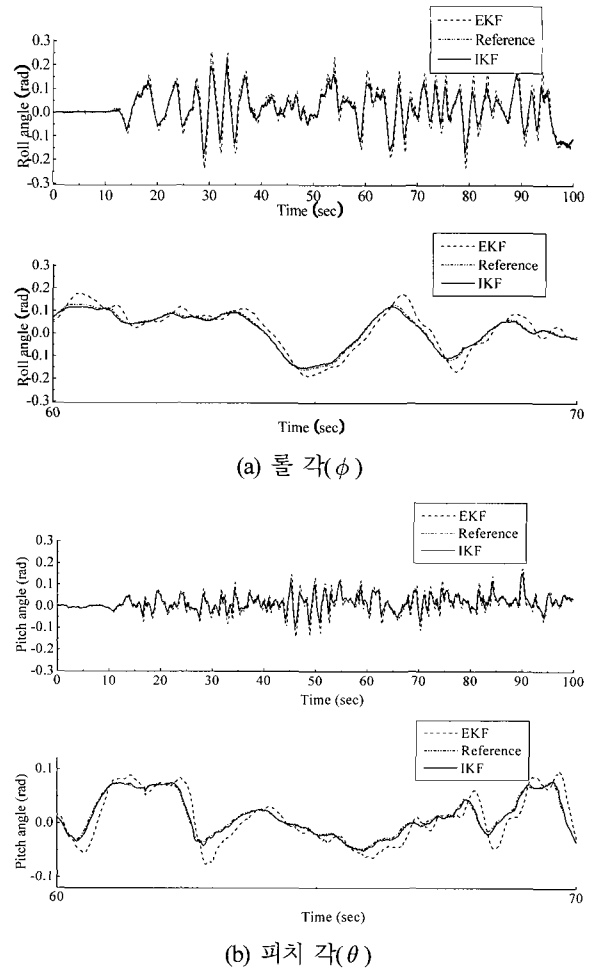 EKF
Reference
IKF
0.3
0.2
0.1
0.0
-0.1
-0.2
-0.3
Roll angle (rad)
0 10 20 30 40 50 60 70 80 90 100
Time (sec)
EKF
Reference
IKF
0.3
0.2
0.1
0.0
-0.1
-0.2
-0.3
Roll angle (rad)
60 70
Time (sec)
(a) 롤 각(ϕ)
EKF
Reference
IKF
0.3
0.2
0.1
0.0
-0.1
-0.2
-0.3
Pitch angle (rad)
0 10 20 30 40 50 60 70 80 90 100
Time (sec)
EKF
Reference
IKF
0.1
0.0
-0.1
Pitch angle (rad)
60 70
Time (sec)
(b) 피치 각(θ)